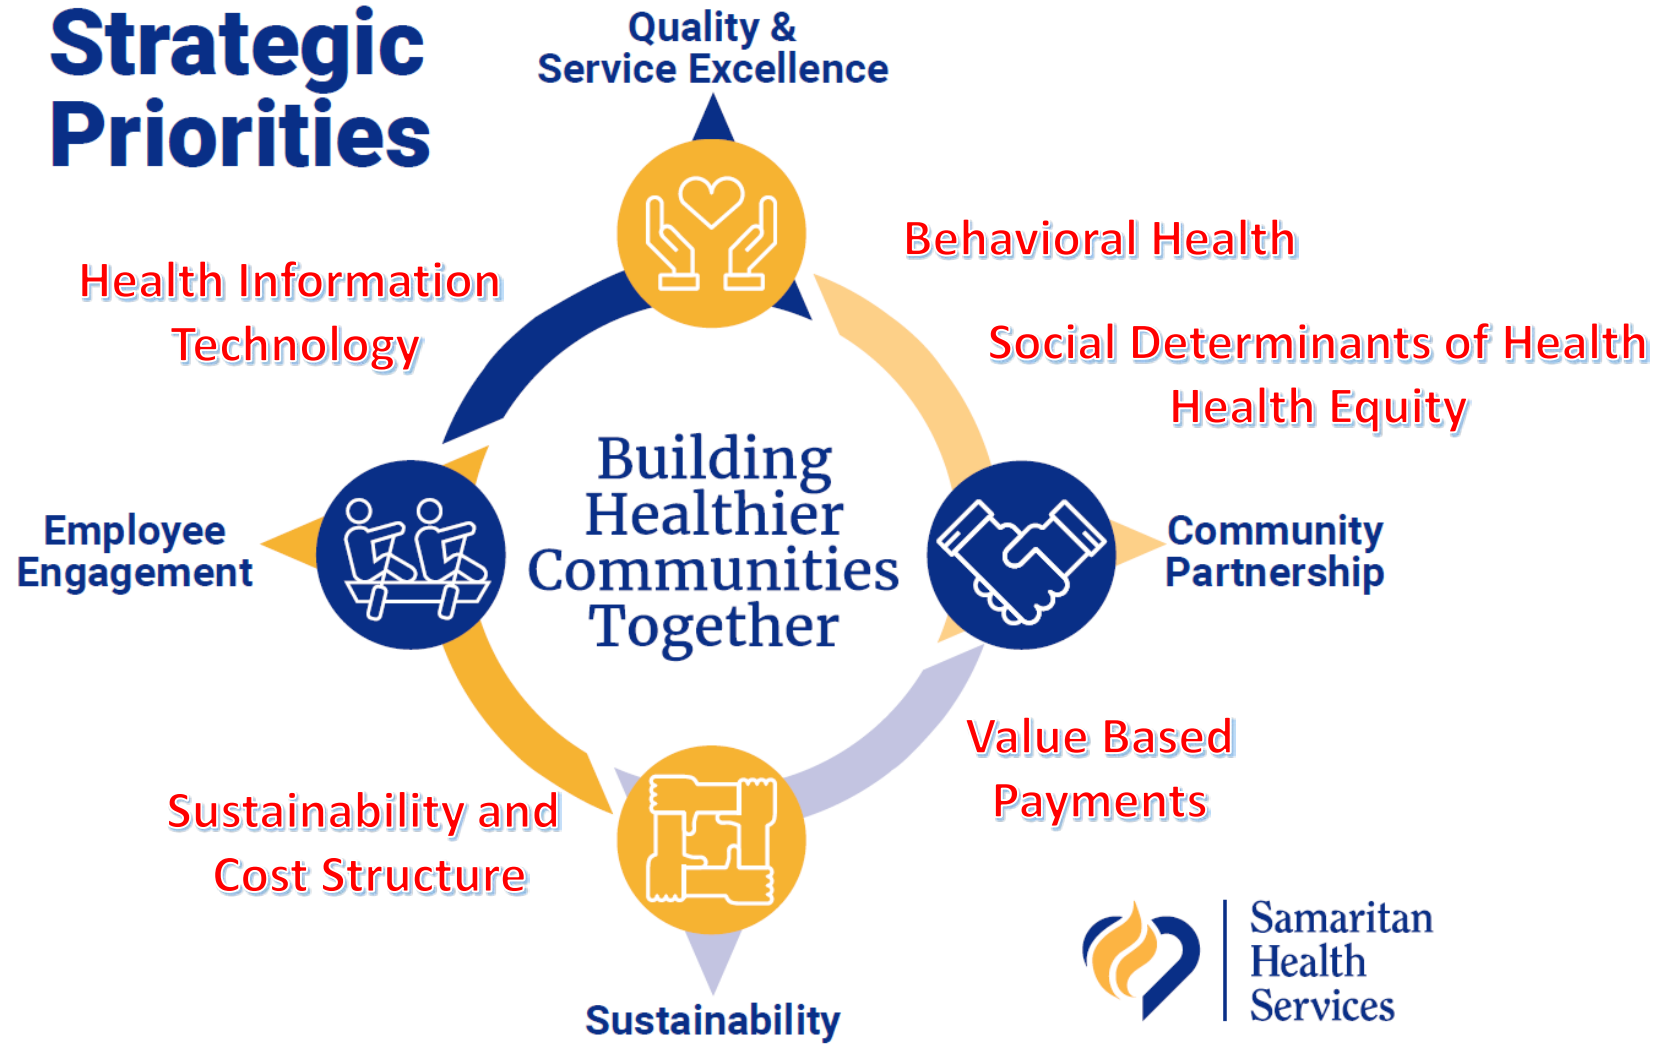 Strategic
Priorities
Quality &
Service Excellence
Behavioral Health
Health Information
Technology
Social Determinants of Health
Health Equity
Building
Healthier
Communities
Together
Employee
Engagement
Community
Partnership
Value Based
Payments
Sustainability and
Cost Structure
Sustainability
Samaritan
Health
Services